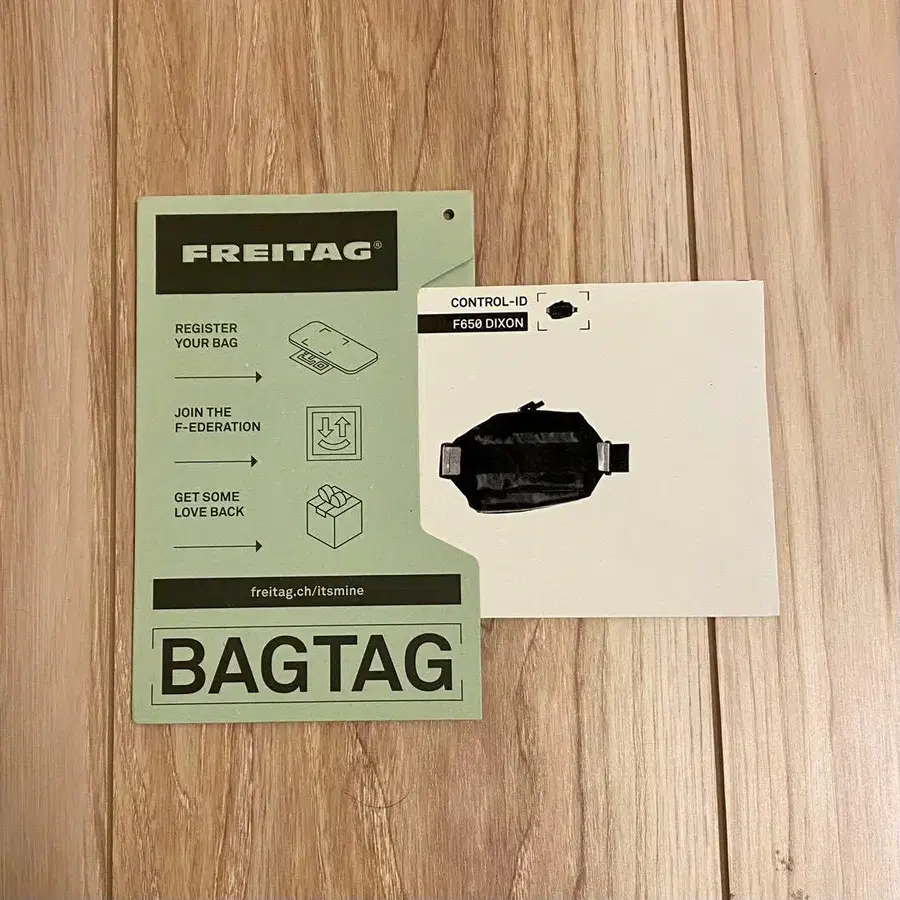 FREITAG®
REGISTER
YOUR BAG
JOIN THE
F-EDERATION
GET SOME
LOVE BACK
freitag.ch/itsmine
BAGTAG
CONTROL-ID
F650 DIXON